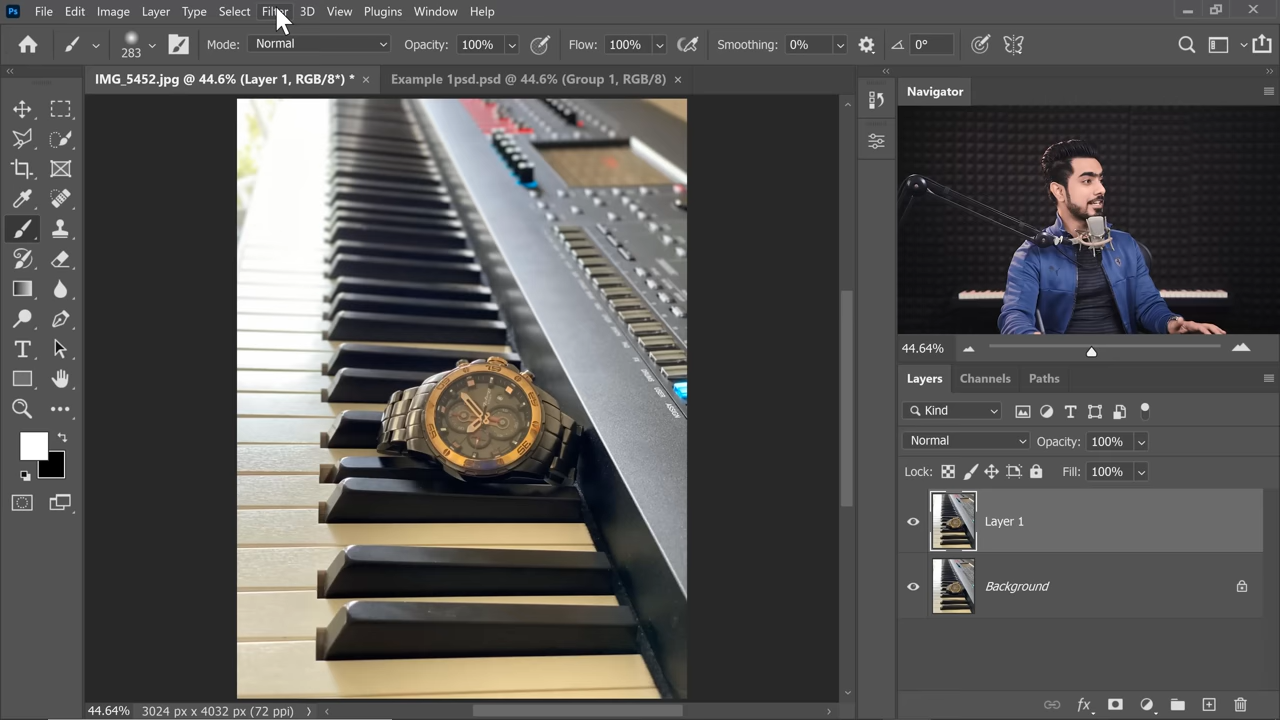 Ps File Edit Image Layer Type Select Filter 3D View Plugins Window Help
283 Mode: Normal Opacity: 100% Flow: 100% Smoothing: 0% 0°
IMG_5452.jpg @ 44.6% (Layer 1, RGB/8*) * × Example 1psd.psd @ 44.6% (Group 1, RGB/8) ×
Navigator
44.64%
Layers Channels Paths
Kind
Normal Opacity: 100%
Lock: Fill: 100%
Layer 1
Background
44.64% 3024 px x 4032 px (72 ppi)